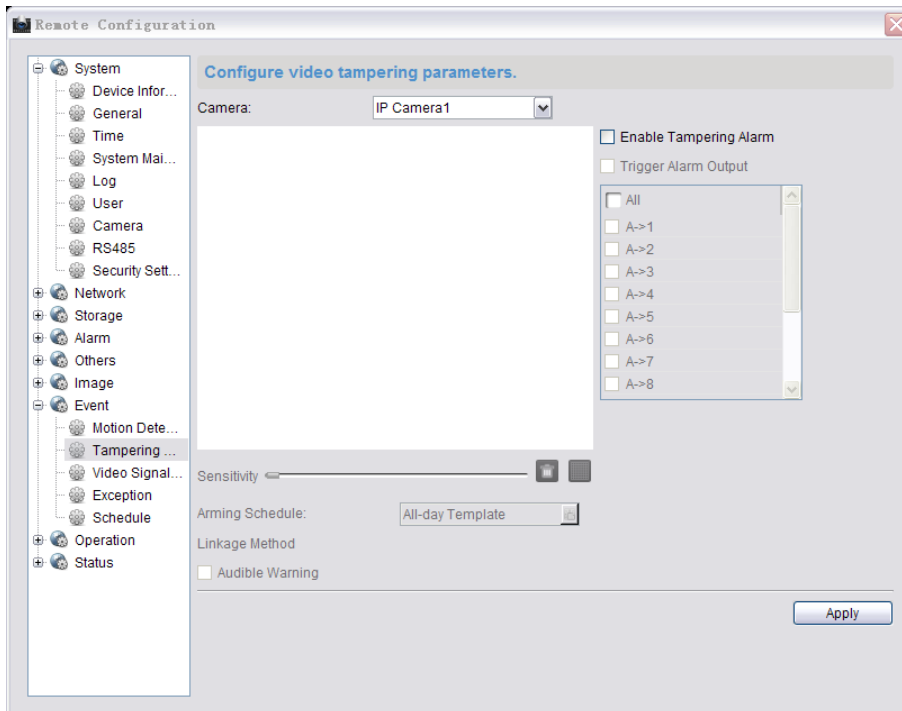 Remote Configuration
System
Device Infor...
General
Time
System Mai...
Log
User
Camera
RS485
Security Sett...
Network
Storage
Alarm
Others
Image
Event
Motion Dete...
Tampering ...
Video Signal...
Exception
Schedule
Operation
Status
Configure video tampering parameters.
Camera: IP Camera1
Enable Tampering Alarm
Trigger Alarm Output
All
A->1
A->2
A->3
A->4
A->5
A->6
A->7
A->8
Sensitivity
Arming Schedule: All-day Template
Linkage Method
Audible Warning
Apply